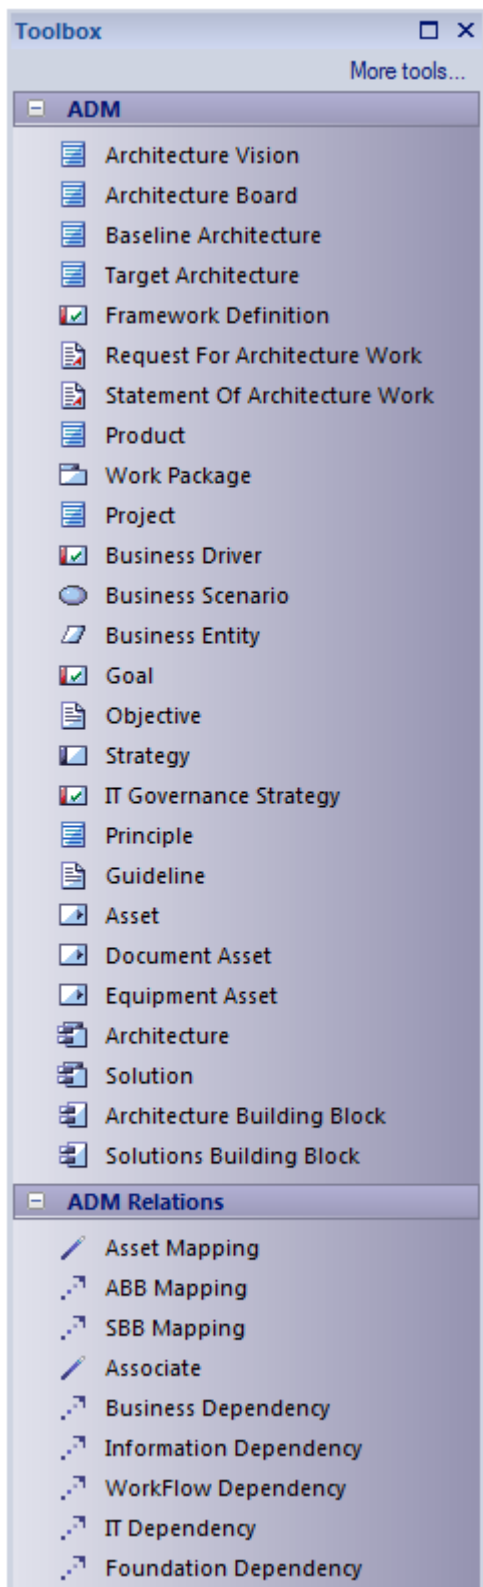 Toolbox
More tools...
ADM
Architecture Vision
Architecture Board
Baseline Architecture
Target Architecture
Framework Definition
Request For Architecture Work
Statement Of Architecture Work
Product
Work Package
Project
Business Driver
Business Scenario
Business Entity
Goal
Objective
Strategy
IT Governance Strategy
Principle
Guideline
Asset
Document Asset
Equipment Asset
Architecture
Solution
Architecture Building Block
Solutions Building Block
ADM Relations
Asset Mapping
ABB Mapping
SBB Mapping
Associate
Business Dependency
Information Dependency
WorkFlow Dependency
IT Dependency
Foundation Dependency